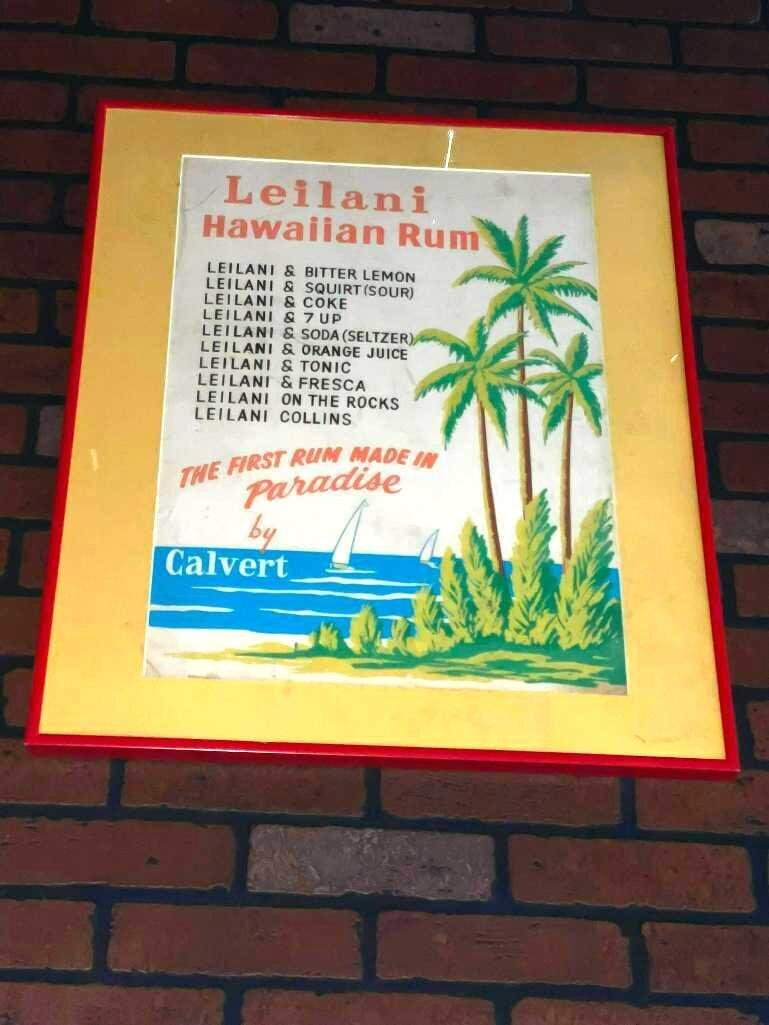 Leilani
Hawaiian Rum
LEILANI & BITTER LEMON
LEILANI & SQUIRT (SOUR)
LEILANI & COKE
LEILANI & 7 UP
LEILANI & SODA (SELTZER)
LEILANI & ORANGE JUICE
LEILANI & TONIC
LEILANI & FRESCA
LEILANI ON THE ROCKS
LEILANI COLLINS
THE FIRST RUM MADE IN
Paradise
by
Calvert